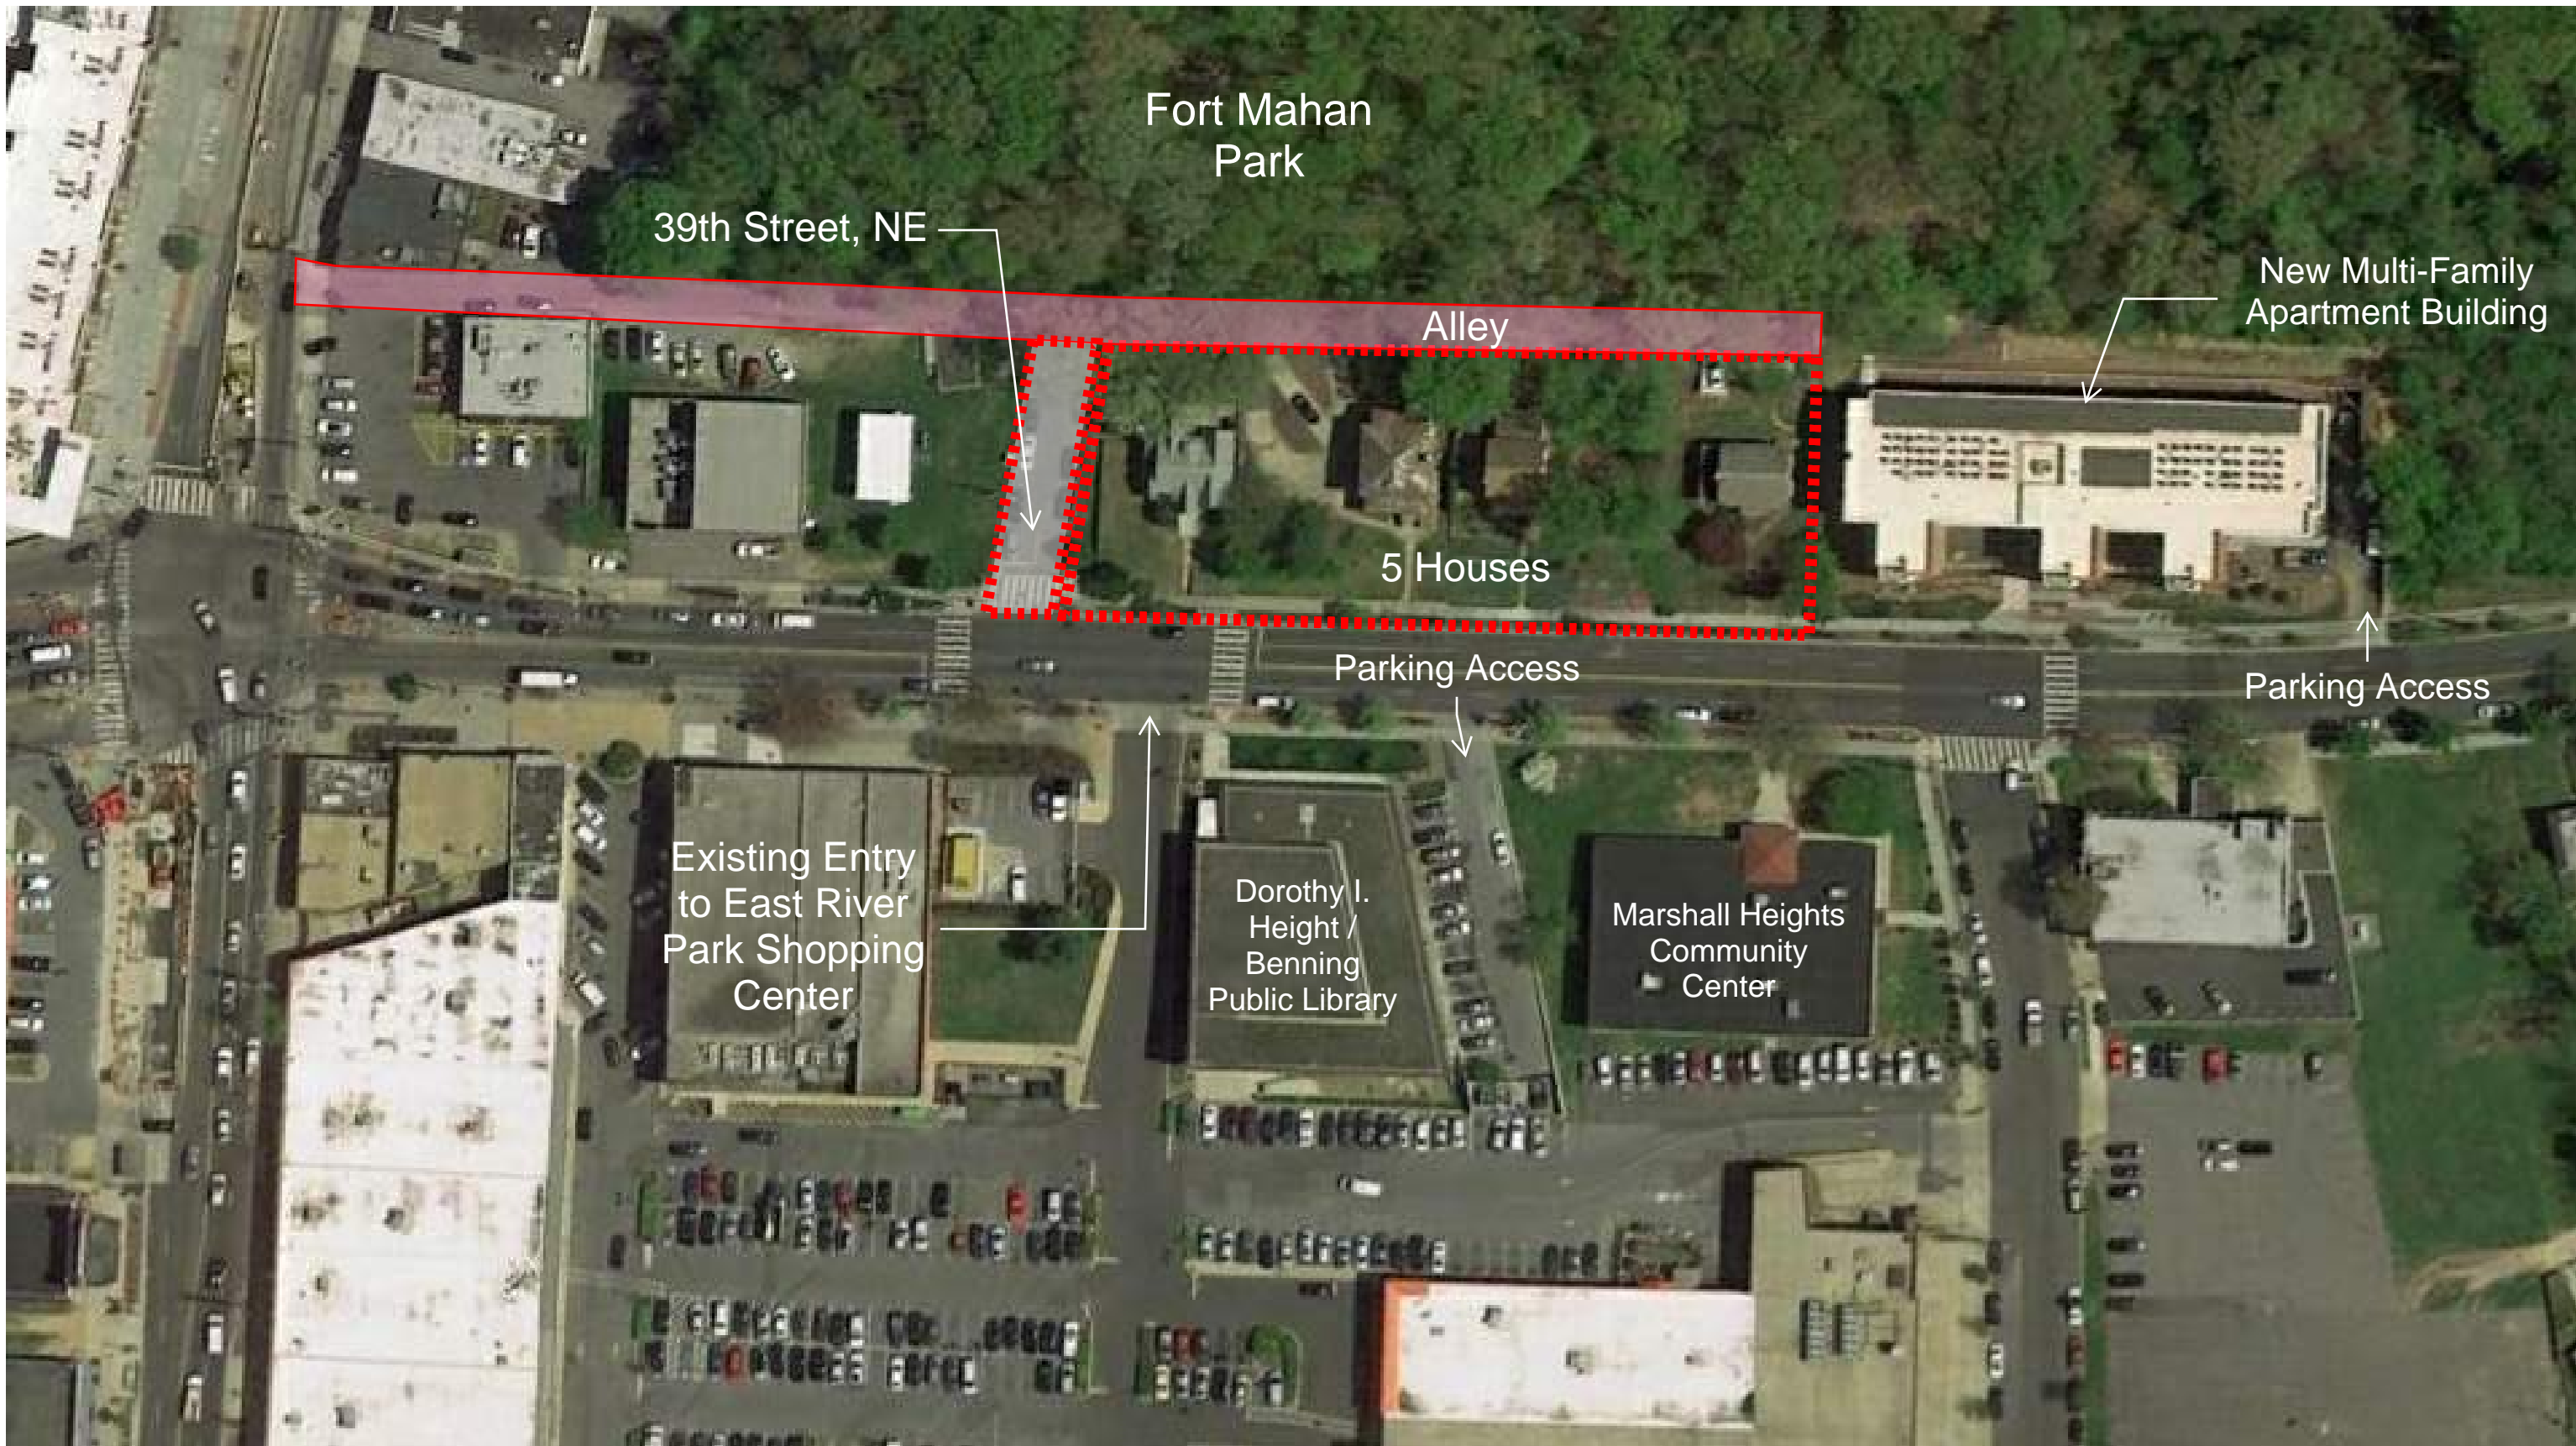 Fort Mahan
Park
39th Street, NE
New Multi-Family
Apartment Building
Alley
5 Houses
Parking Access
Parking Access
Existing Entry
to East River
Park Shopping
Center
Dorothy I.
Height /
Benning
Public Library
Marshall Heights
Community
Center